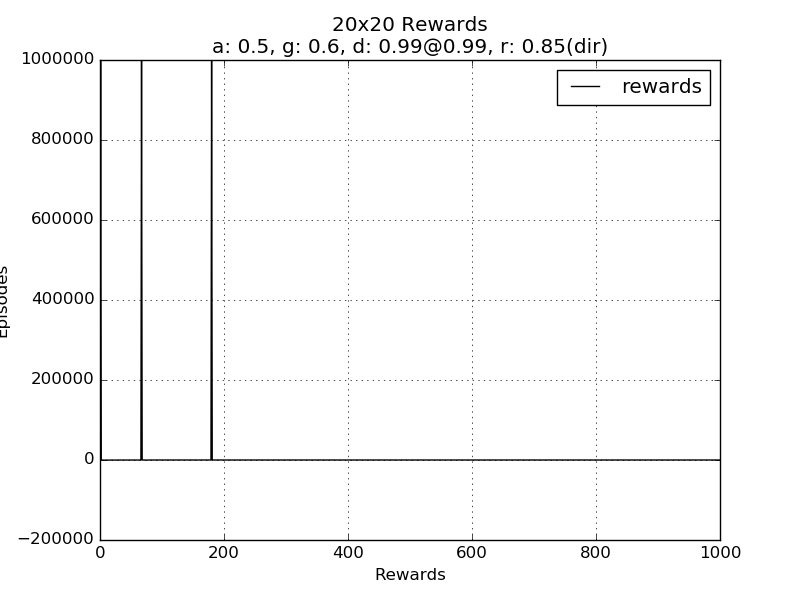 20x20 Rewards
a: 0.5, g: 0.6, d: 0.99@0.99, r: 0.85(dir)
rewards
1000000
800000
600000
400000
200000
0
−200000
Episodes
0 200 400 600 800 1000
Rewards